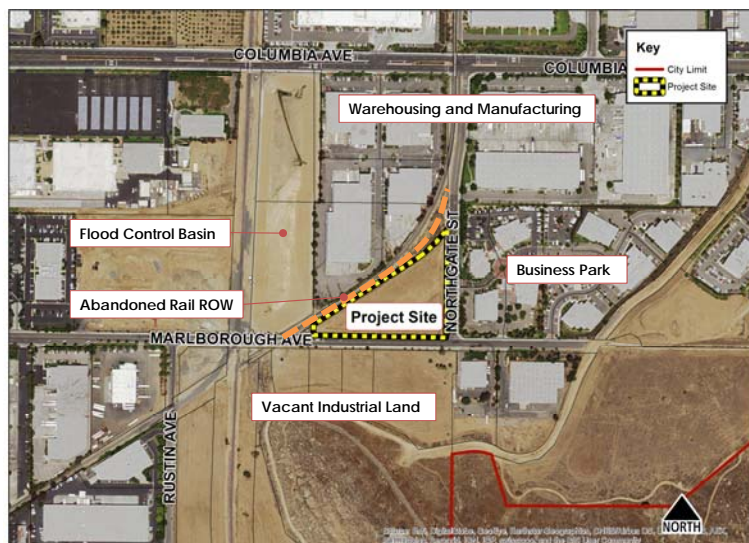 COLUMBIA AVE
COLUMBIA
Key
City Limit
Project Site
Warehousing and Manufacturing
Flood Control Basin
NORTHGATE ST
Business Park
Abandoned Rail ROW
Project Site
MARLBOROUGH AVE
Vacant Industrial Land
RUSTIN AVE
NORTH